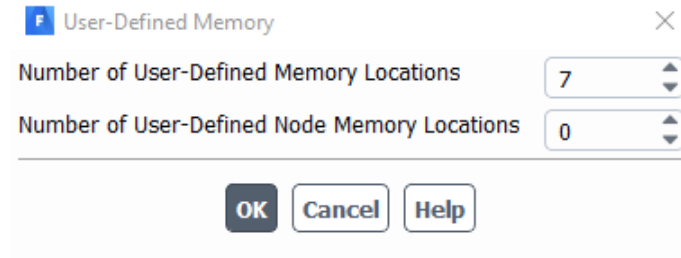 F User-Defined Memory
Number of User-Defined Memory Locations 7
Number of User-Defined Node Memory Locations 0
OK Cancel Help